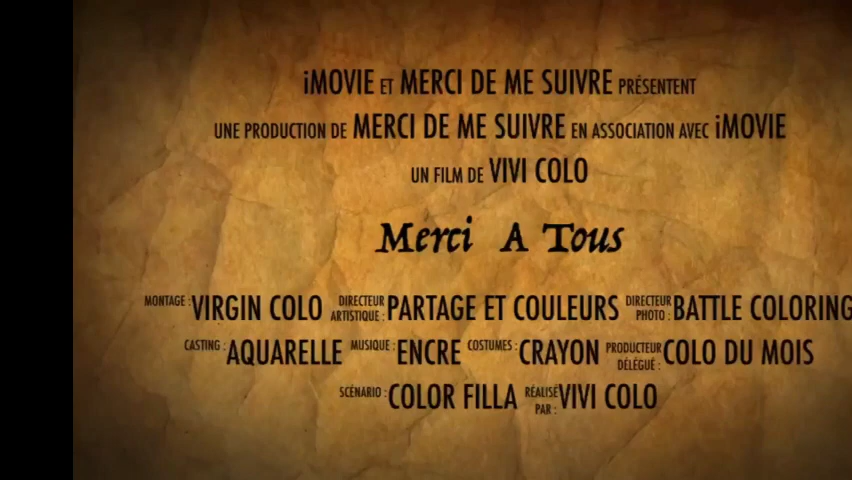 iMOVIE ET MERCI DE ME SUIVRE PRÉSENTENT
UNE PRODUCTION DE MERCI DE ME SUIVRE EN ASSOCIATION AVEC iMOVIE
UN FILM DE VIVI COLO
Merci A Tous
MONTAGE : VIRGIN COLO DIRECTEUR ARTISTIQUE : PARTAGE ET COULEURS DIRECTEUR PHOTO : BATTLE COLORING
CASTING : AQUARELLE MUSIQUE : ENCRE COSTUMES : CRAYON PRODUCTEUR DÉLÉGUÉ : COLO DU MOIS
SCÉNARIO : COLOR FILLA RÉALISÉ PAR : VIVI COLO